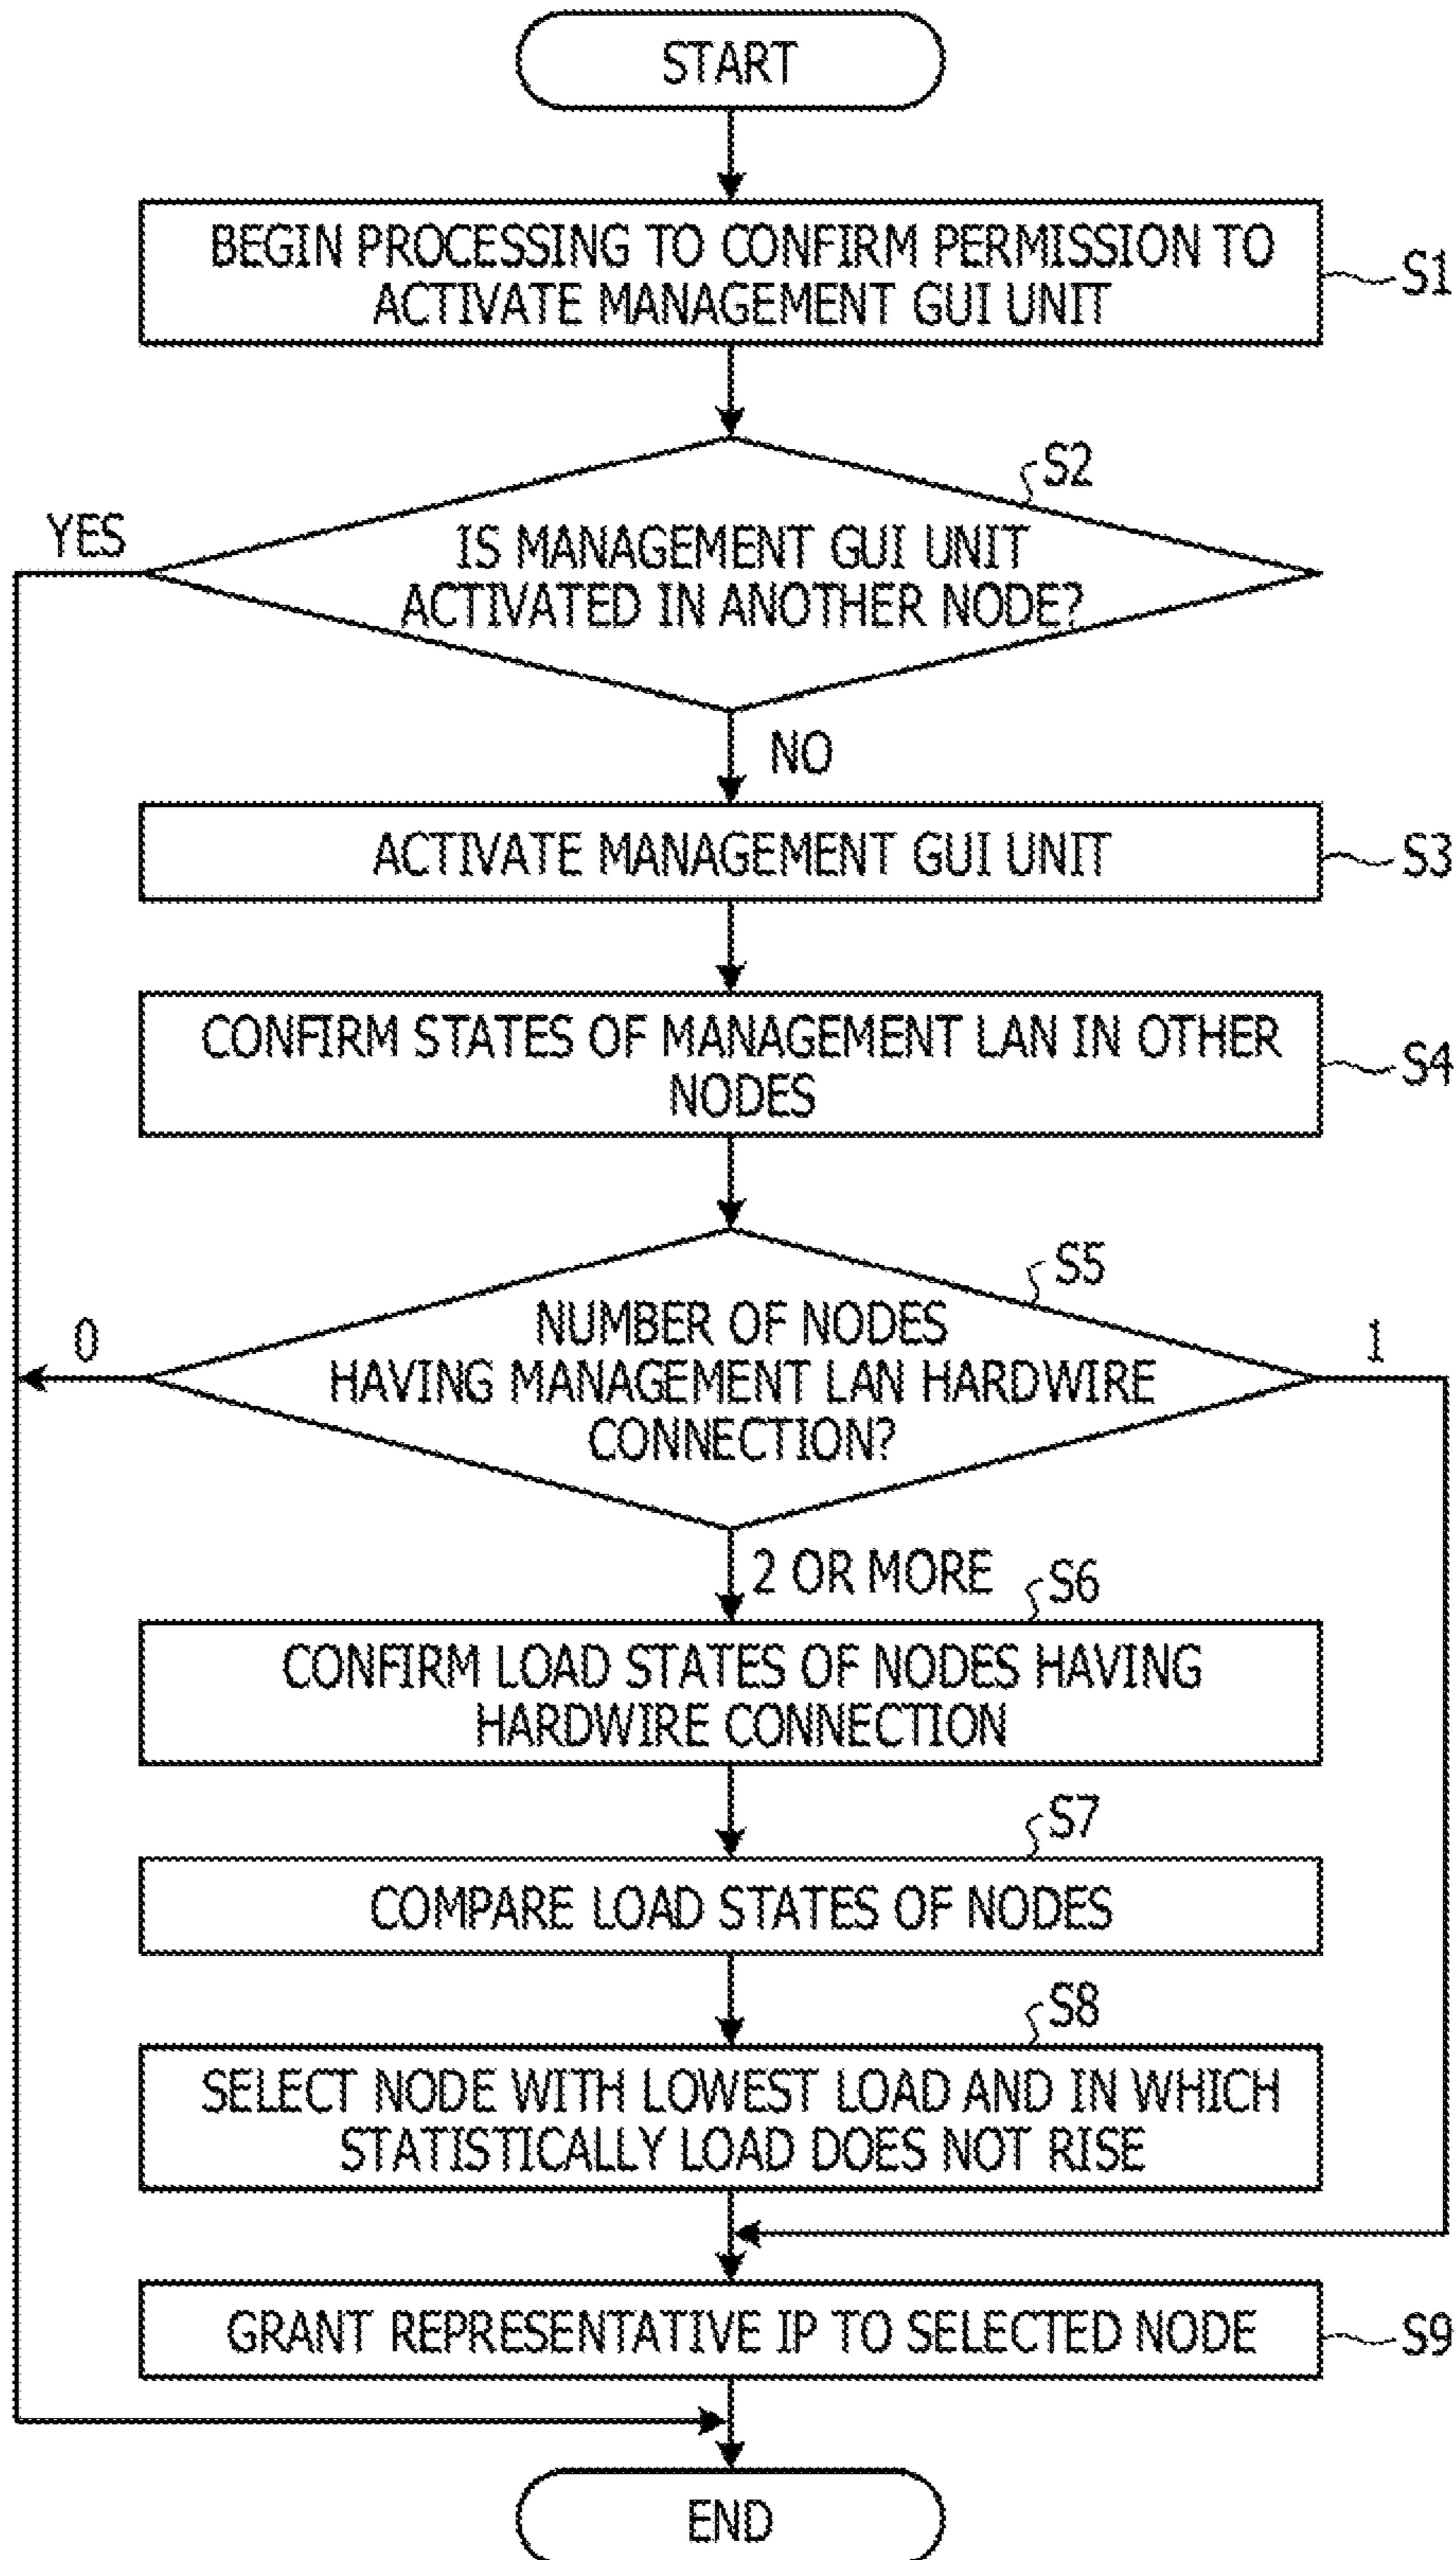 START
BEGIN PROCESSING TO CONFIRM PERMISSION TO
ACTIVATE MANAGEMENT GUI UNIT
S1
S2
YES
IS MANAGEMENT GUI UNIT
ACTIVATED IN ANOTHER NODE?
NO
ACTIVATE MANAGEMENT GUI UNIT
S3
CONFIRM STATES OF MANAGEMENT LAN IN OTHER
NODES
S4
S5
0
NUMBER OF NODES
HAVING MANAGEMENT LAN HARDWIRE
CONNECTION?
1
2 OR MORE
S6
CONFIRM LOAD STATES OF NODES HAVING
HARDWIRE CONNECTION
S7
COMPARE LOAD STATES OF NODES
S8
SELECT NODE WITH LOWEST LOAD AND IN WHICH
STATISTICALLY LOAD DOES NOT RISE
GRANT REPRESENTATIVE IP TO SELECTED NODE
S9
END